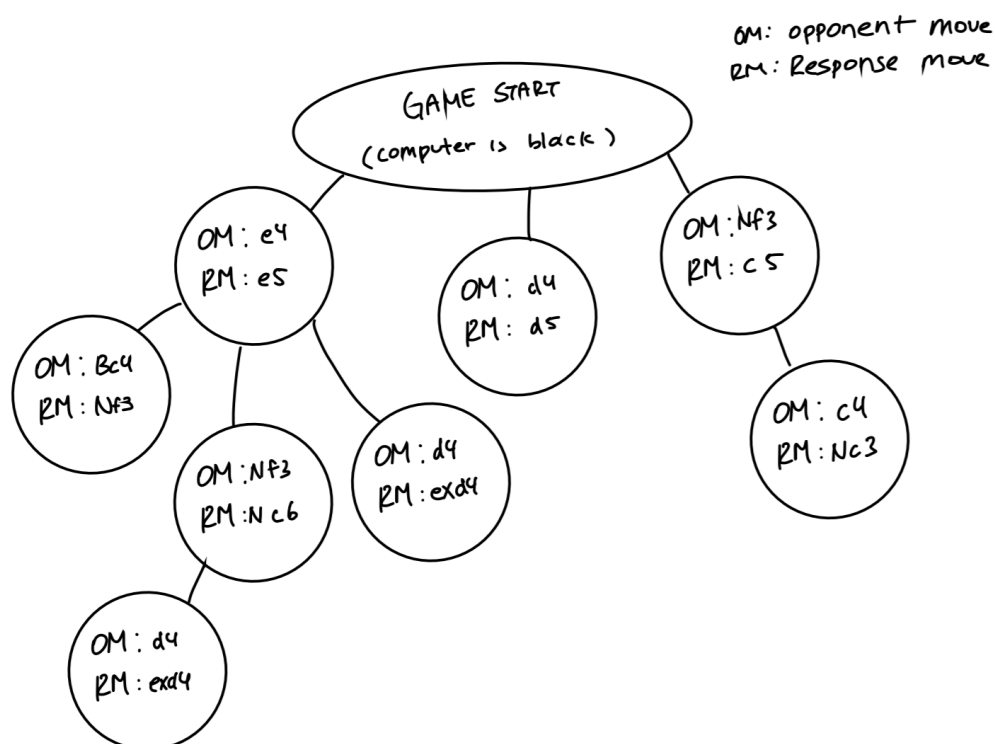 OM: opponent move
RM: Response move
GAME START
(computer is black)
OM: e4
RM: e5
OM: d4
RM: d5
OM: Nf3
RM: c5
OM: Bc4
RM: Nf3
OM: Nf3
RM: Nc6
OM: d4
RM: exd4
OM: c4
RM: Nc3
OM: d4
RM: exd4